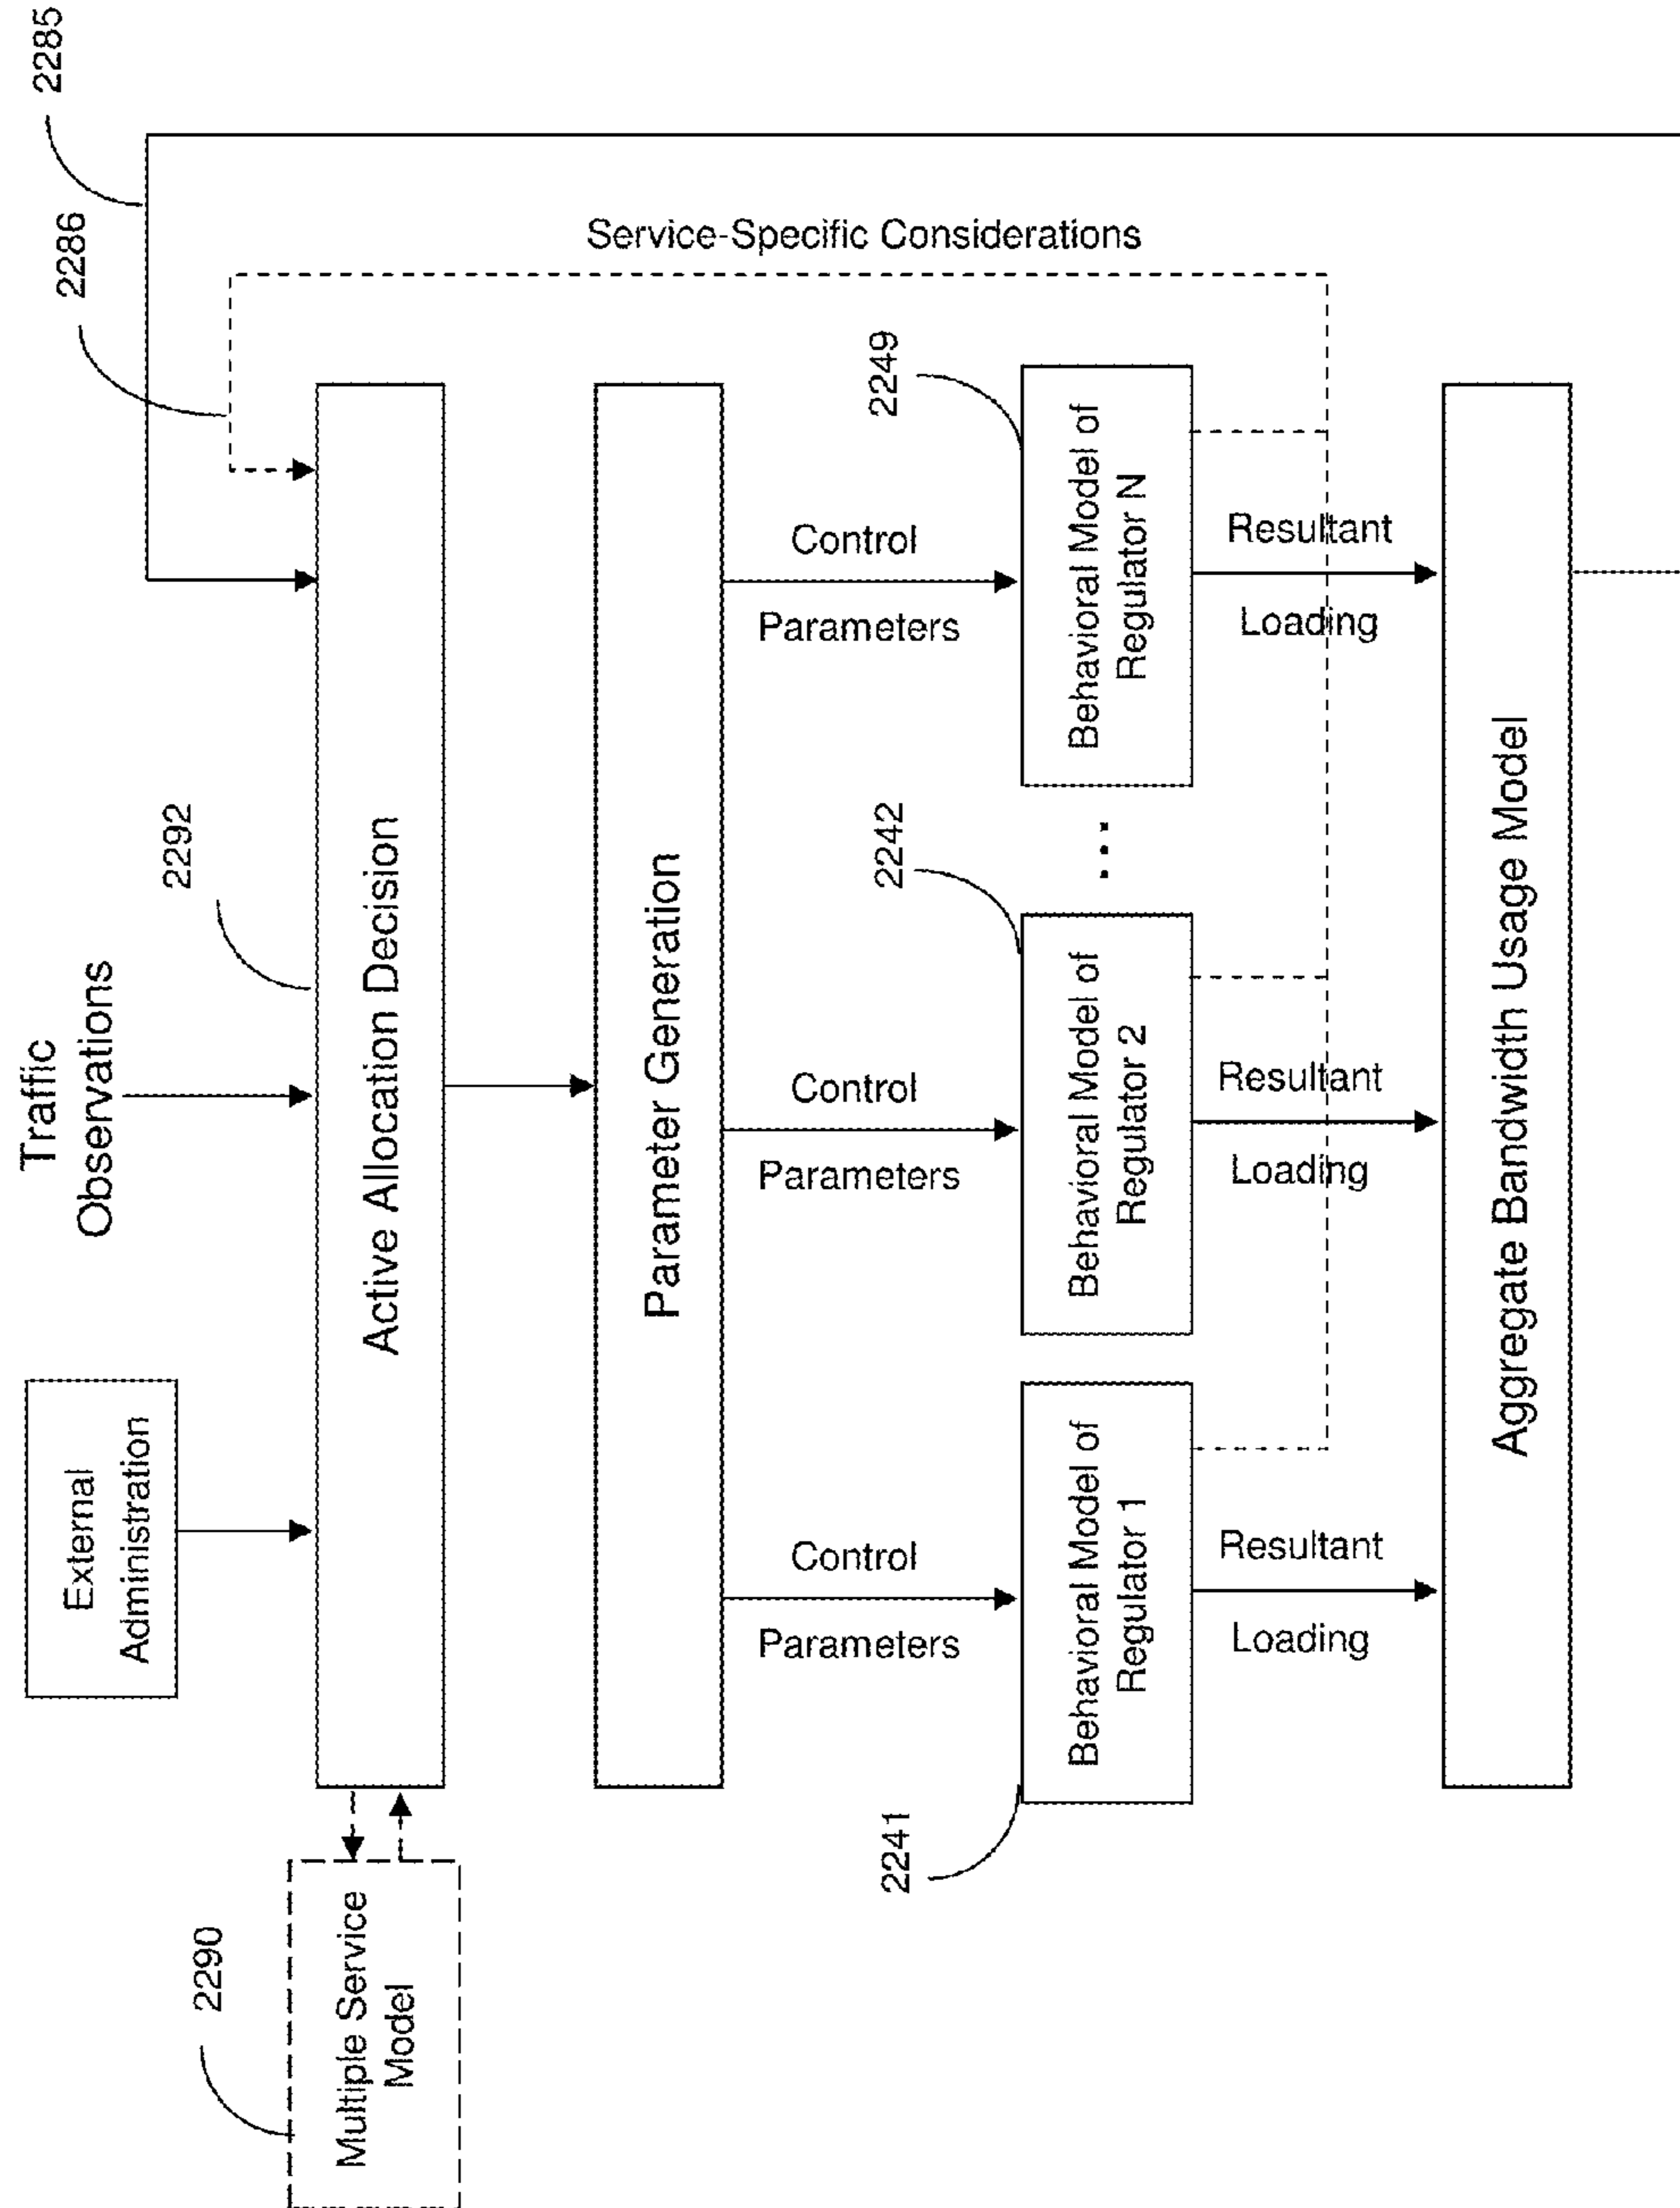 2285
2286
Service-Specific Considerations
Traffic
Observations
External
Administration
2292
Active Allocation Decision
2290
Multiple Service
Model
Parameter Generation
Control
Parameters
Control
Parameters
Control
Parameters
2241
Behavioral Model of
Regulator 1
2242
Behavioral Model of
Regulator 2
...
2249
Behavioral Model of
Regulator N
Resultant
Loading
Resultant
Loading
Resultant
Loading
Aggregate Bandwidth Usage Model